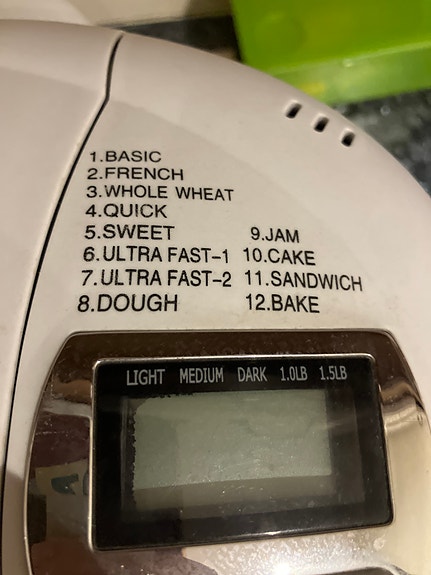 1.BASIC
2.FRENCH
3.WHOLE WHEAT
4.QUICK
5.SWEET
6.ULTRA FAST-1
7.ULTRA FAST-2
8.DOUGH
9.JAM
10.CAKE
11.SANDWICH
12.BAKE
LIGHT MEDIUM DARK 1.0LB 1.5LB